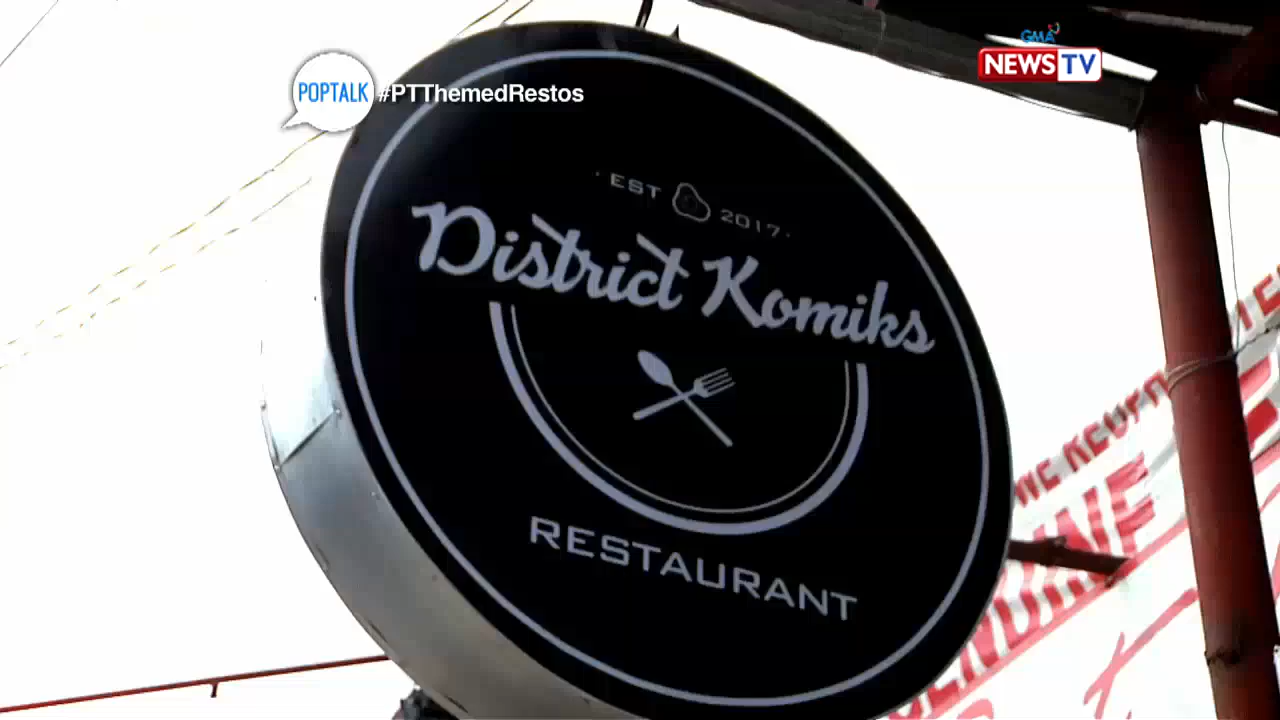 POPTALK #PTThemedRestos
GMA
NEWS TV
· EST 2017 ·
District Komiks
RESTAURANT